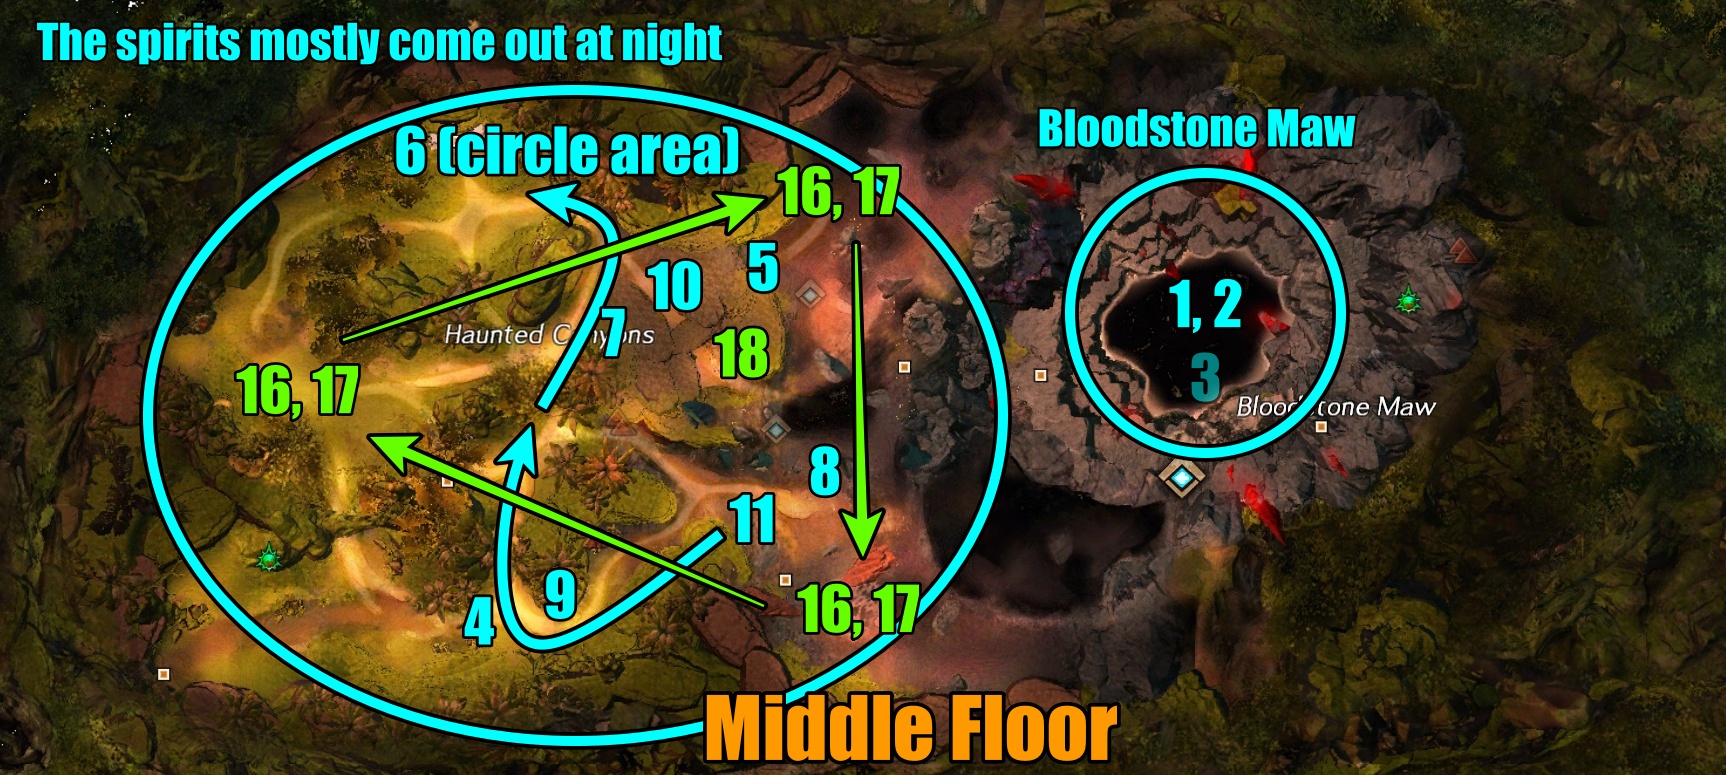 The spirits mostly come out at night
Bloodstone Maw
6 (circle area)
16, 17
5
10
1, 2
7
Haunted Canyons
18
3
16, 17
Bloodstone Maw
8
11
9
4
16, 17
Middle Floor